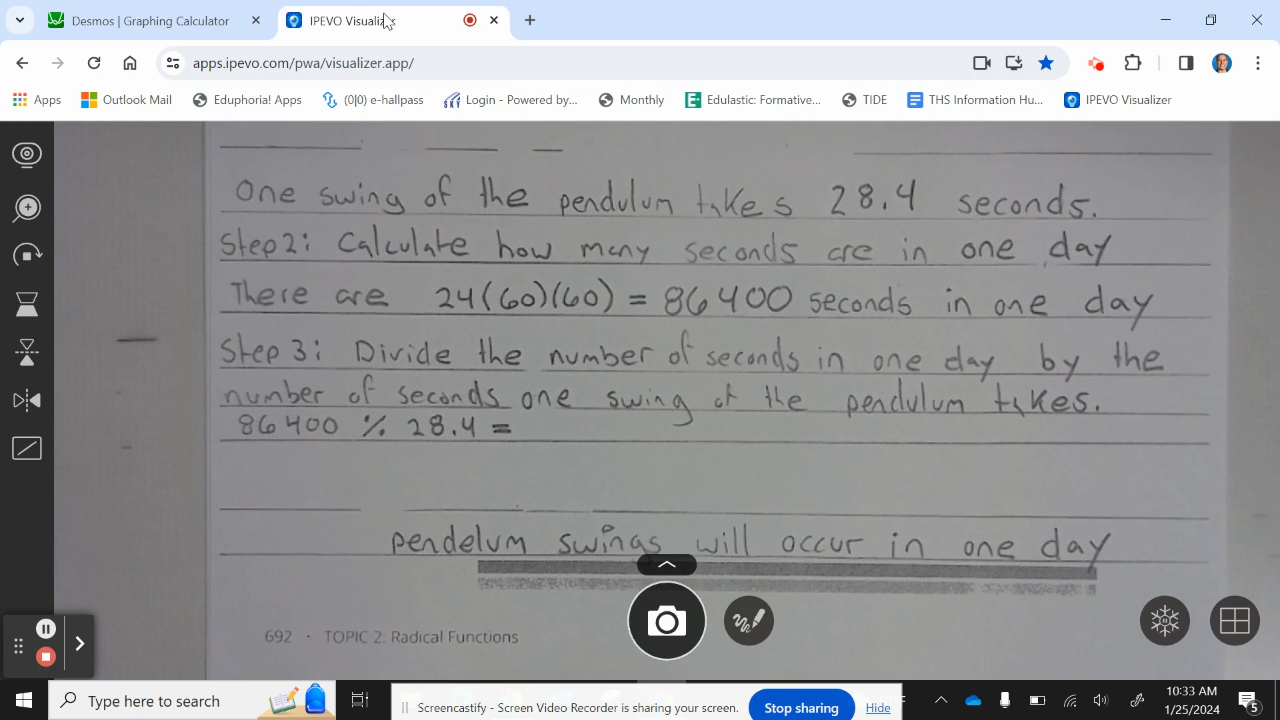 Desmos | Graphing Calculator
IPEVO Visualizer
apps.ipevo.com/pwa/visualizer.app/
Apps Outlook Mail eduphoria! Apps (0|0) e-hallpass Login - Powered by... Monthly Edulastic: Formative... TIDE THS Information Hu... IPEVO Visualizer
One swing of the pendulum takes 28.4 seconds.
Step 2: Calculate how many seconds are in one day
There are 24(60)(60) = 86400 seconds in one day
Step 3: Divide the number of seconds in one day by the
number of seconds one swing of the pendulum takes.
86400 % 28.4 =
pendelum swings will occur in one day
692 · TOPIC 2: Radical Functions
Type here to search
Screencastify - Screen Video Recorder is sharing your screen. Stop sharing Hide
10:33 AM
1/25/2024
5